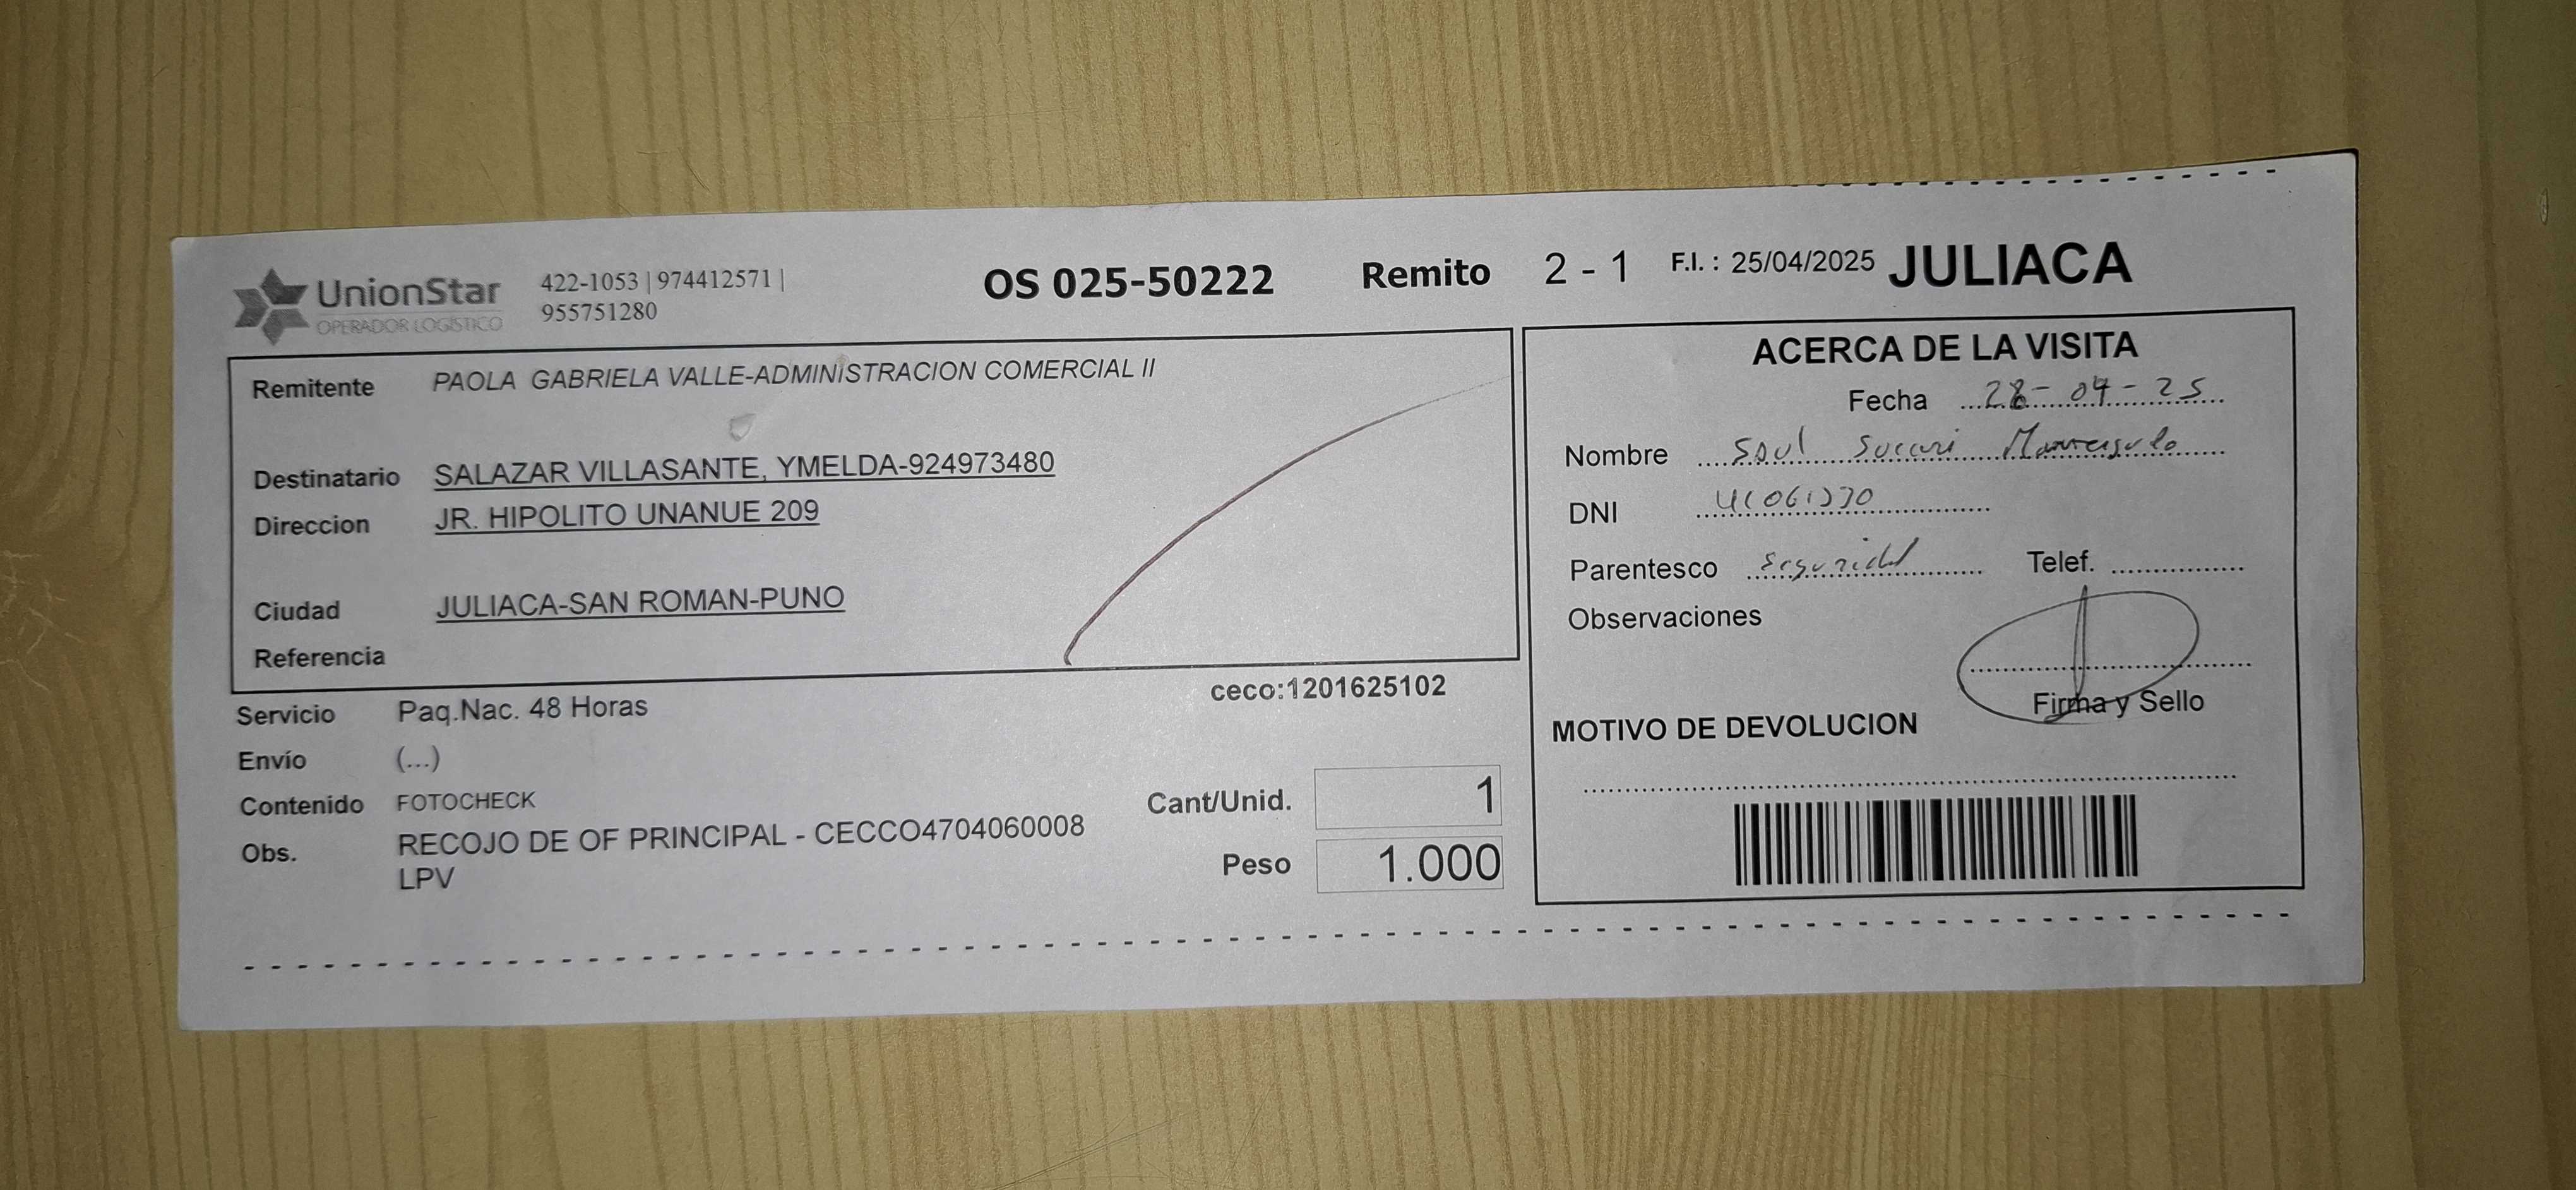 UnionStar
OPERADOR LOGÍSTICO
422-1053 | 974412571 |
955751280
OS 025-50222 Remito 2 - 1 F.I. : 25/04/2025 JULIACA
Remitente PAOLA GABRIELA VALLE-ADMINISTRACION COMERCIAL II
Destinatario SALAZAR VILLASANTE, YMELDA-924973480
Direccion JR. HIPOLITO UNANUE 209
Ciudad JULIACA-SAN ROMAN-PUNO
Referencia
ceco:1201625102
Servicio Paq.Nac. 48 Horas
Envío (...)
Contenido FOTOCHECK
Obs. RECOJO DE OF PRINCIPAL - CECCO4704060008
LPV
Cant/Unid. 1
Peso 1.000
ACERCA DE LA VISITA
Fecha 28-04-25
Nombre Saul Succari
DNI
Parentesco Seguridad Telef.
Observaciones
Firma y Sello
MOTIVO DE DEVOLUCION